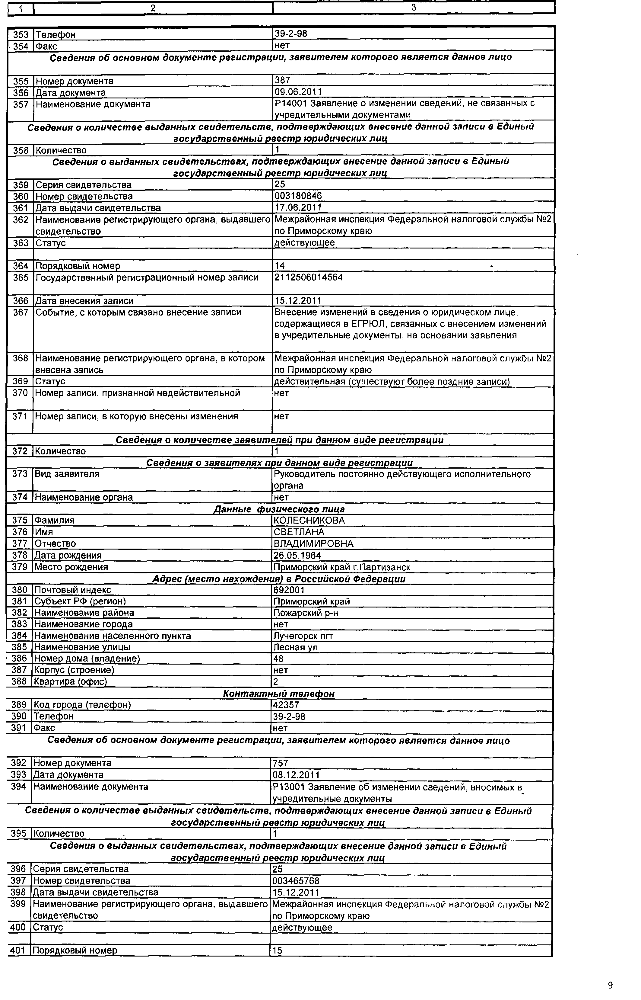 1 2 3
353 Телефон 39-2-98
354 Факс нет
Сведения об основном документе регистрации, заявителем которого является данное лицо
355 Номер документа 387
356 Дата документа 09.06.2011
357 Наименование документа Р14001 Заявление о изменении сведений, не связанных с
учредительными документами
Сведения о количестве выданных свидетельств, подтверждающих внесение данной записи в Единый
государственный реестр юридических лиц
358 Количество 1
Сведения о выданных свидетельствах, подтверждающих внесение данной записи в Единый
государственный реестр юридических лиц
359 Серия свидетельства 25
360 Номер свидетельства 003180846
361 Дата выдачи свидетельства 17.06.2011
362 Наименование регистрирующего органа, выдавшего Межрайонная инспекция Федеральной налоговой службы №2
свидетельство по Приморскому краю
363 Статус действующее
364 Порядковый номер 14
365 Государственный регистрационный номер записи 2112506014564
366 Дата внесения записи 15.12.2011
367 Событие, с которым связано внесение записи Внесение изменений в сведения о юридическом лице,
содержащиеся в ЕГРЮЛ, связанных с внесением изменений
в учредительные документы, на основании заявления
368 Наименование регистрирующего органа, в котором Межрайонная инспекция Федеральной налоговой службы №2
внесена запись по Приморскому краю
369 Статус действительная (существуют более поздние записи)
370 Номер записи, признанной недействительной нет
371 Номер записи, в которую внесены изменения нет
Сведения о количестве заявителей при данном виде регистрации
372 Количество 1
Сведения о заявителях при данном виде регистрации
373 Вид заявителя Руководитель постоянно действующего исполнительного
органа
374 Наименование органа нет
Данные физического лица
375 Фамилия КОЛЕСНИКОВА
376 Имя СВЕТЛАНА
377 Отчество ВЛАДИМИРОВНА
378 Дата рождения 26.05.1964
379 Место рождения Приморский край г.Партизанск
Адрес (место нахождения) в Российской Федерации
380 Почтовый индекс 692001
381 Субъект РФ (регион) Приморский край
382 Наименование района Пожарский р-н
383 Наименование города нет
384 Наименование населенного пункта Лучегорск пгт
385 Наименование улицы Лесная ул
386 Номер дома (владение) 48
387 Корпус (строение) нет
388 Квартира (офис) 2
Контактный телефон
389 Код города (телефон) 42357
390 Телефон 39-2-98
391 Факс нет
Сведения об основном документе регистрации, заявителем которого является данное лицо
392 Номер документа 757
393 Дата документа 08.12.2011
394 Наименование документа Р13001 Заявление об изменении сведений, вносимых в
учредительные документы
Сведения о количестве выданных свидетельств, подтверждающих внесение данной записи в Единый
государственный реестр юридических лиц
395 Количество 1
Сведения о выданных свидетельствах, подтверждающих внесение данной записи в Единый
государственный реестр юридических лиц
396 Серия свидетельства 25
397 Номер свидетельства 003465768
398 Дата выдачи свидетельства 15.12.2011
399 Наименование регистрирующего органа, выдавшего Межрайонная инспекция Федеральной налоговой службы №2
свидетельство по Приморскому краю
400 Статус действующее
401 Порядковый номер 15
9